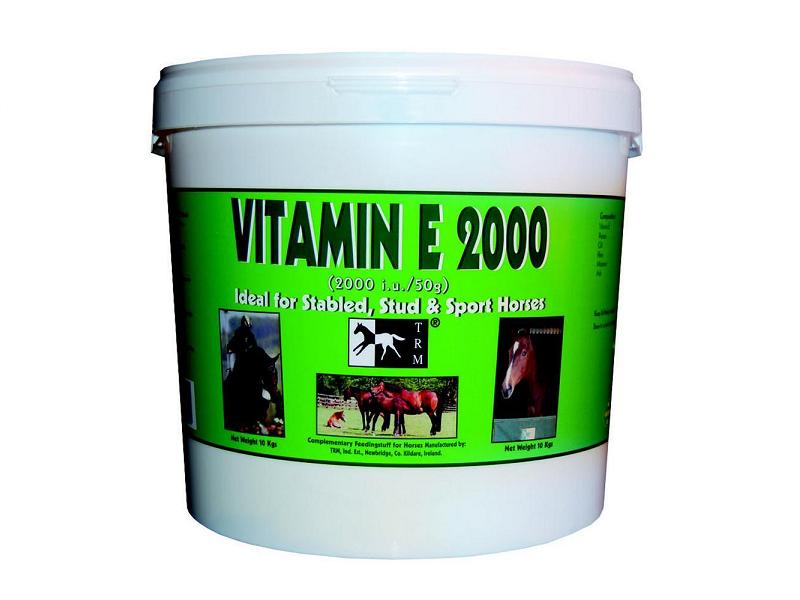 VITAMIN E 2000
(2000 i.u./50g)
Ideal for Stabled, Stud & Sport Horses
TRM®
Net Weight 10 Kgs
Complementary Feedingstuff for Horses Manufactured by:
TRM, Ind. Est., Newbridge, Co. Kildare, Ireland.
Net Weight 10 Kgs